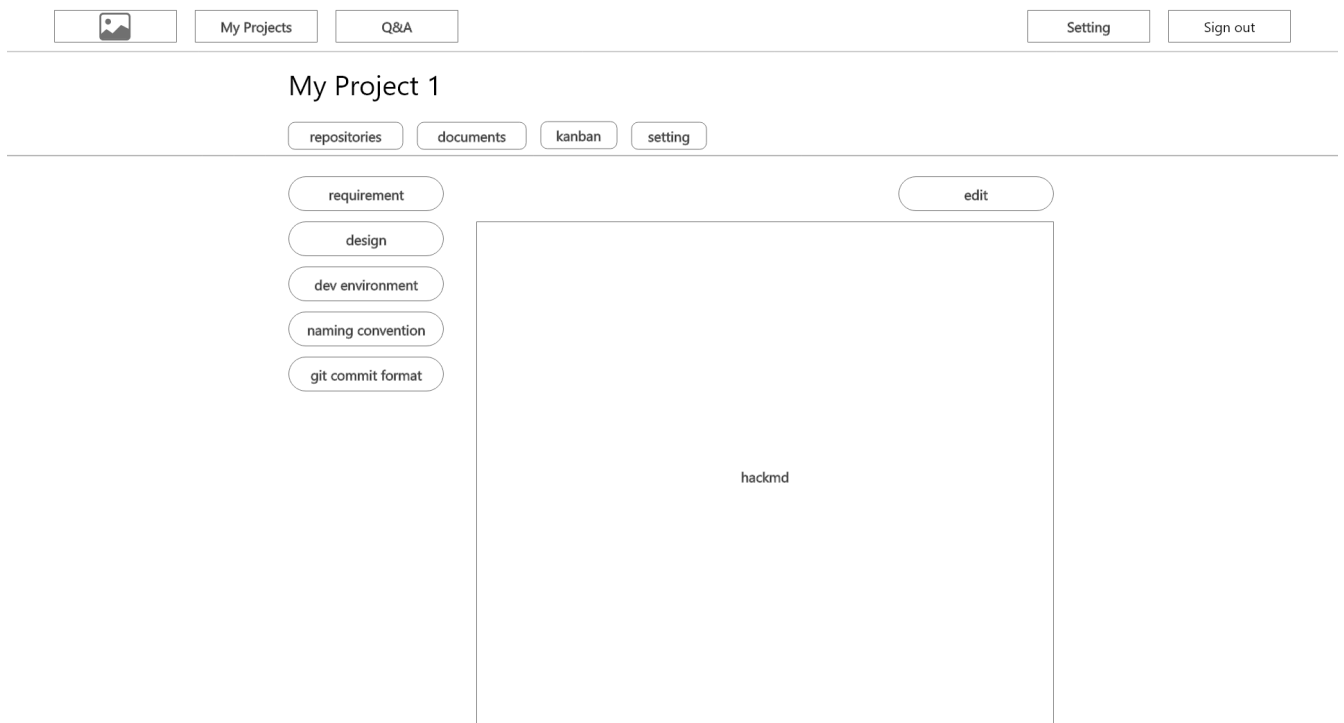 My Projects
Q&A
Setting
Sign out
My Project 1
repositories
documents
kanban
setting
requirement
design
dev environment
naming convention
git commit format
edit
hackmd